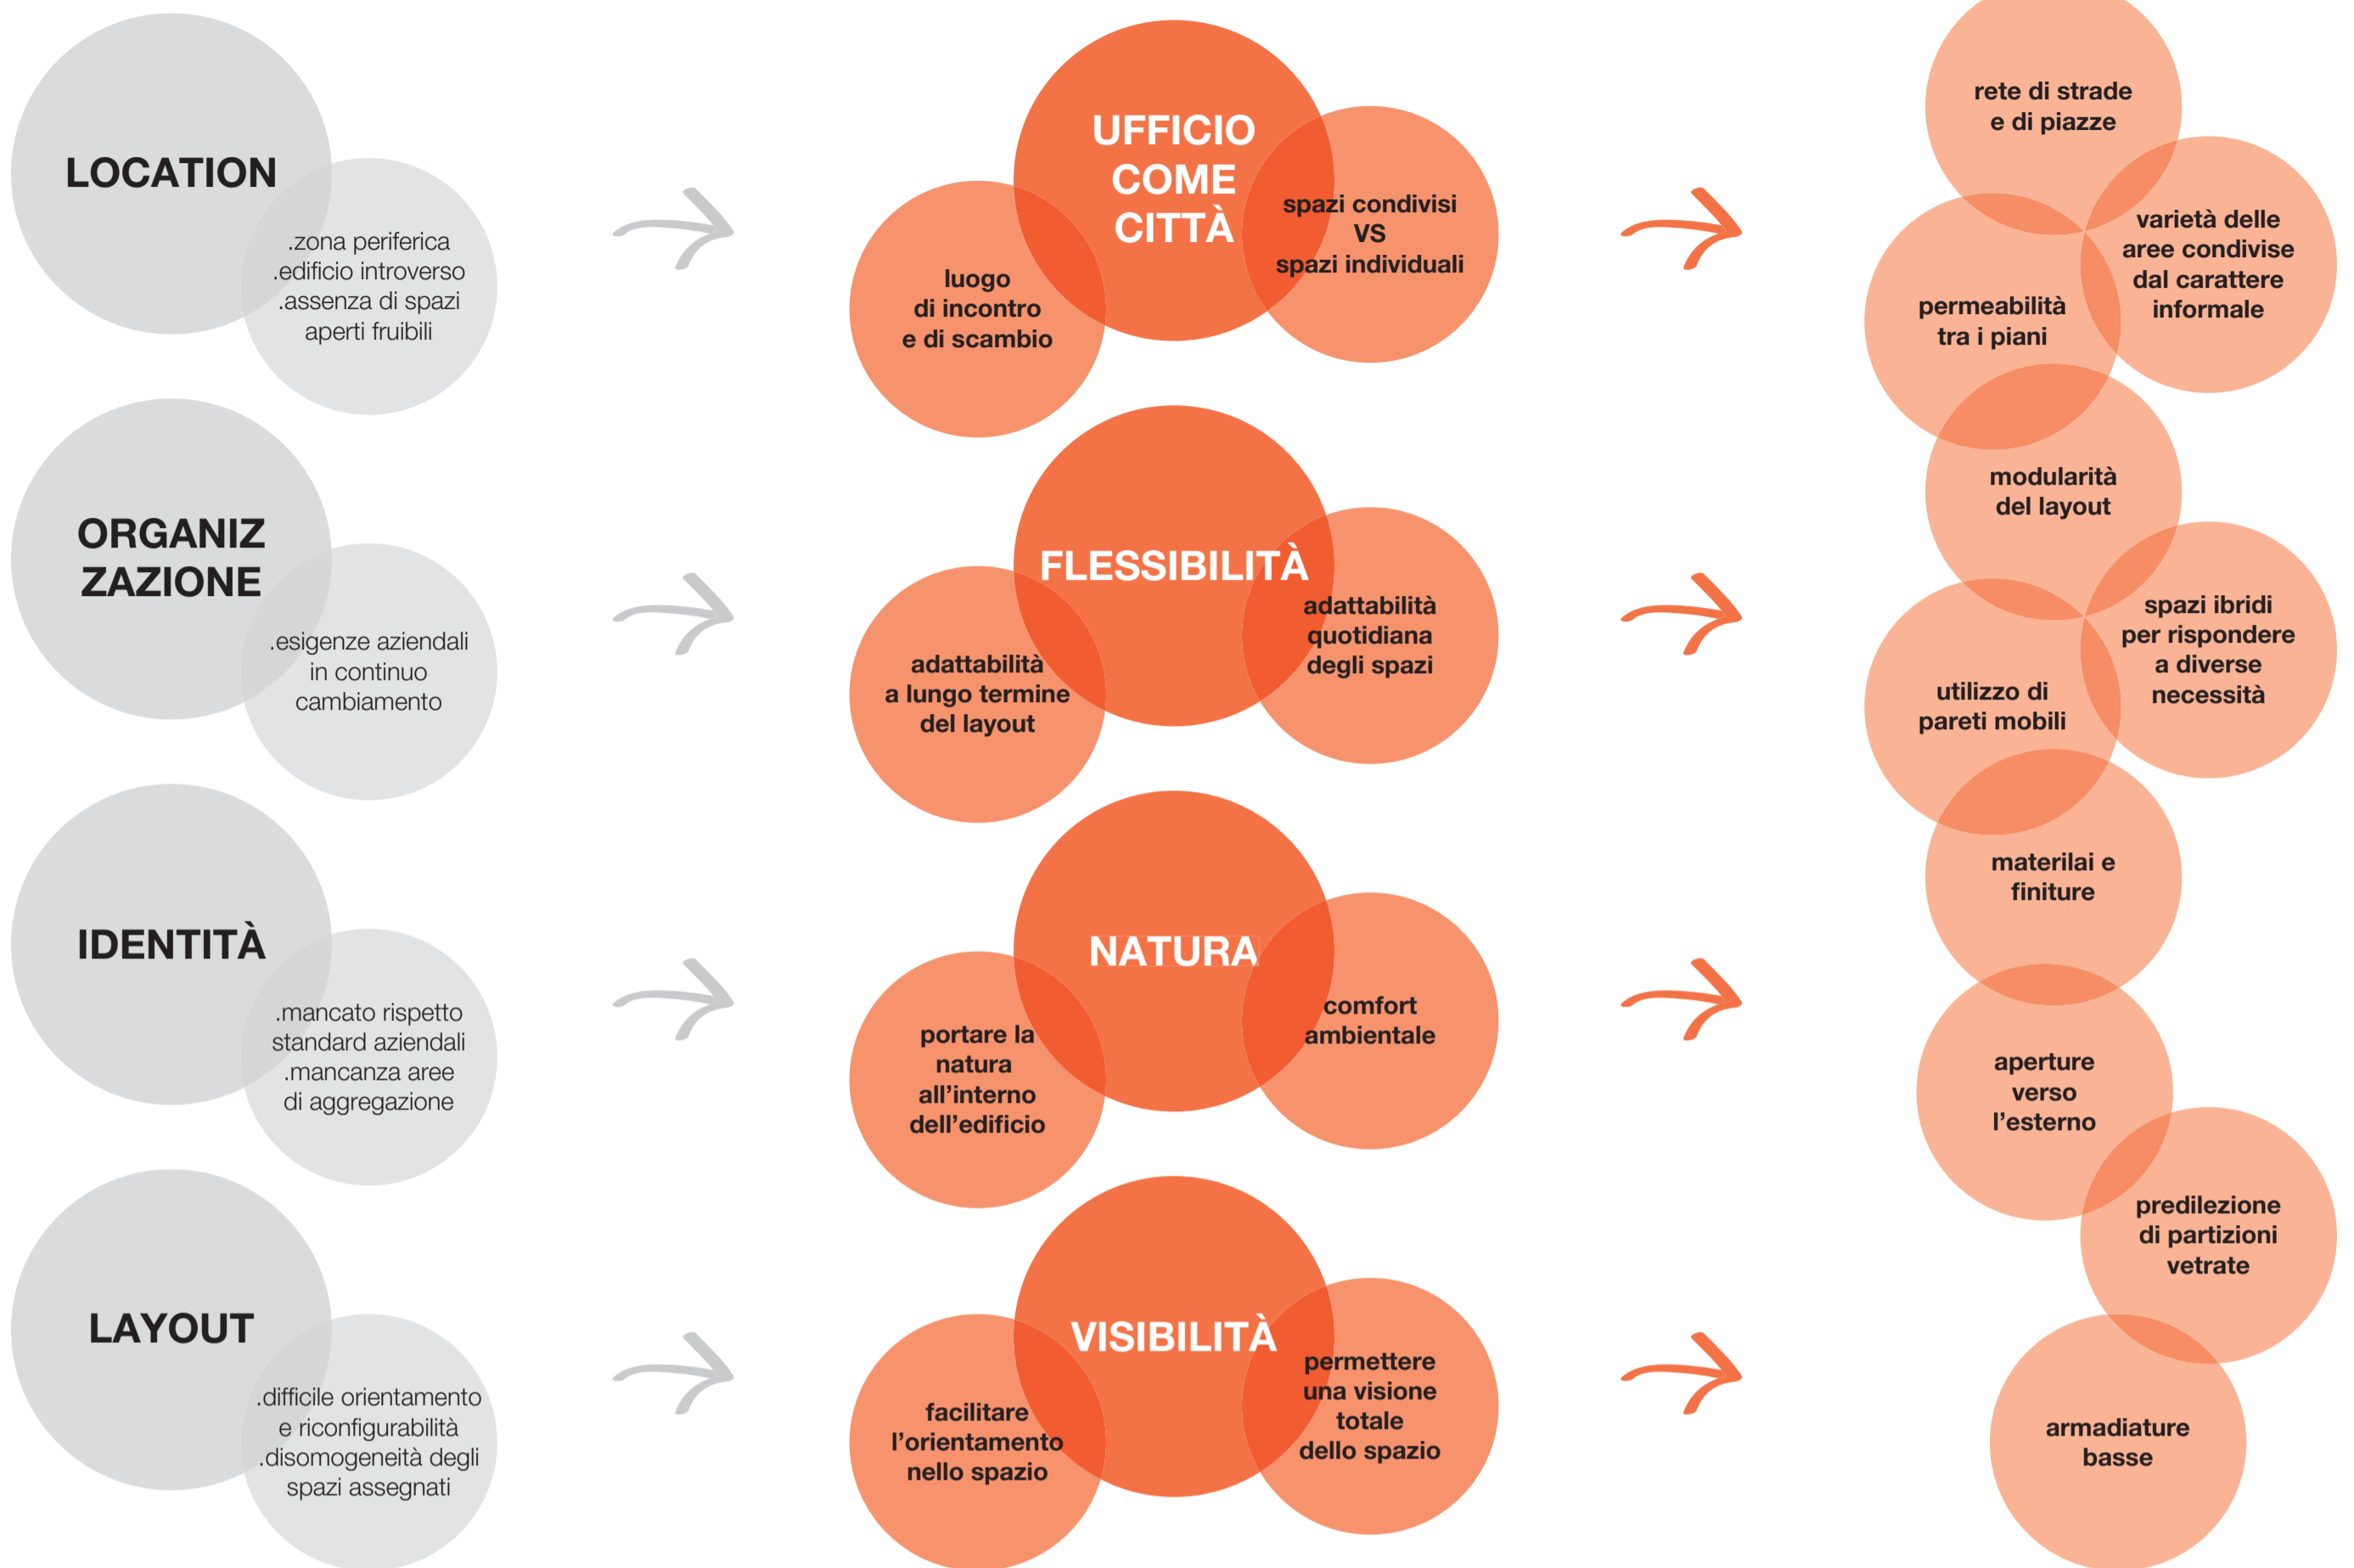 LOCATION
.zona periferica
.edificio introverso
.assenza di spazi
aperti fruibili
UFFICIO
COME
CITTÀ
luogo
di incontro
e di scambio
spazi condivisi
VS
spazi individuali
rete di strade
e di piazze
varietà delle
aree condivise
dal carattere
informale
permeabilità
tra i piani
ORGANIZ
ZAZIONE
.esigenze aziendali
in continuo
cambiamento
FLESSIBILITÀ
adattabilità
a lungo termine
del layout
adattabilità
quotidiana
degli spazi
modularità
del layout
spazi ibridi
per rispondere
a diverse
necessità
utilizzo di
pareti mobili
IDENTITÀ
.mancato rispetto
standard aziendali
.mancanza aree
di aggregazione
NATURA
portare la
natura
all'interno
dell'edificio
comfort
ambientale
materilai e
finiture
aperture
verso
l'esterno
LAYOUT
.difficile orientamento
e riconfigurabilità
.disomogeneità degli
spazi assegnati
VISIBILITÀ
facilitare
l'orientamento
nello spazio
permettere
una visione
totale
dello spazio
predilezione
di partizioni
vetrate
armadiature
basse